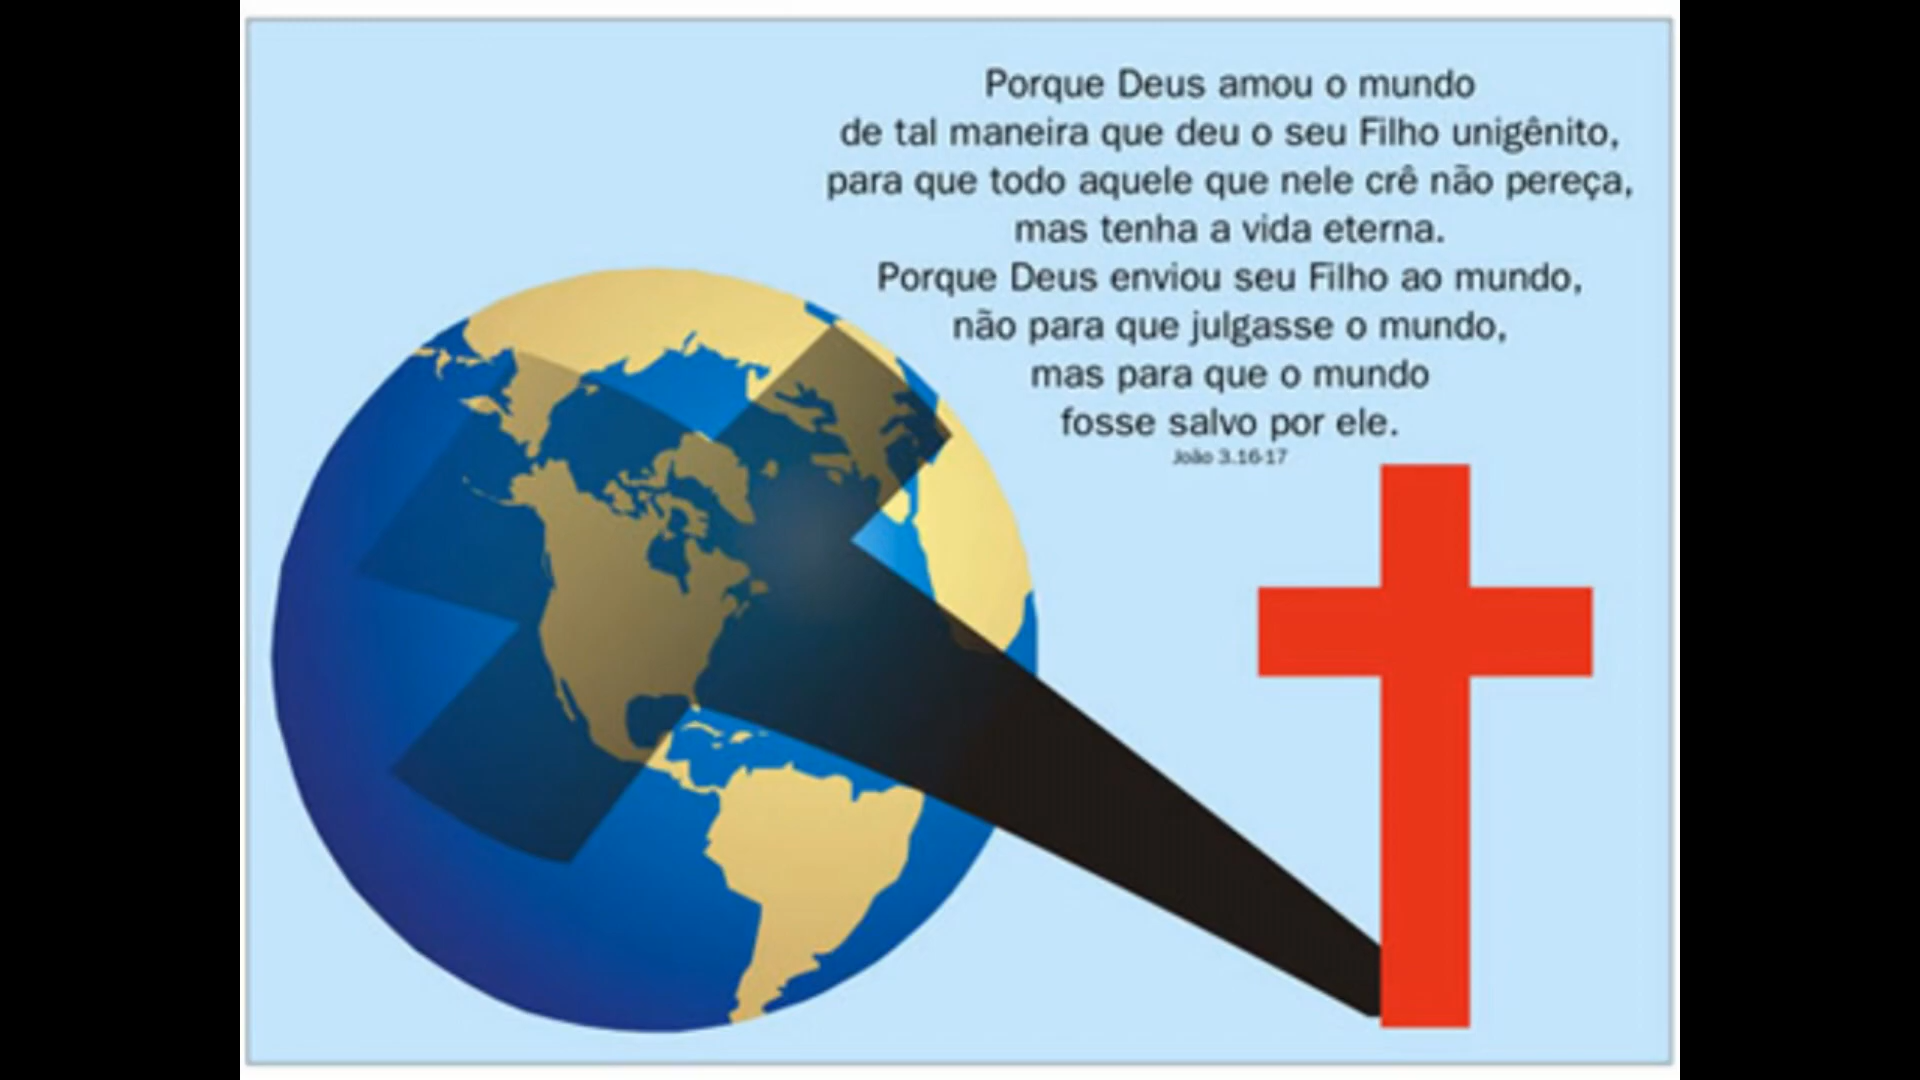 Porque Deus amou o mundo
de tal maneira que deu o seu Filho unigênito,
para que todo aquele que nele crê não pereça,
mas tenha a vida eterna.
Porque Deus enviou seu Filho ao mundo,
não para que julgasse o mundo,
mas para que o mundo
fosse salvo por ele.
João 3.16-17